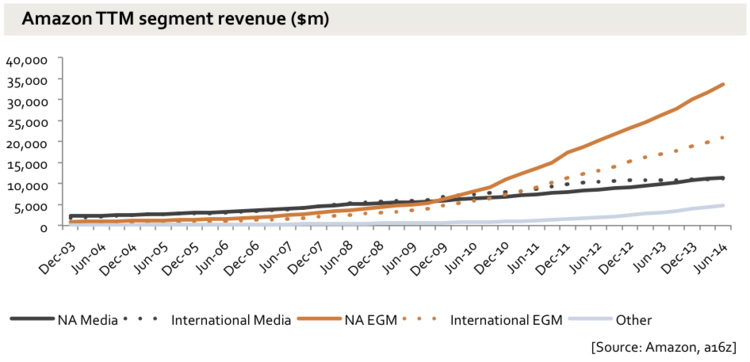 Amazon TTM segment revenue ($m)
40,000
35,000
30,000
25,000
20,000
15,000
10,000
5,000
0
Dec-03
Jun-04
Dec-04
Jun-05
Dec-05
Jun-06
Dec-06
Jun-07
Dec-07
Jun-08
Dec-08
Jun-09
Dec-09
Jun-10
Dec-10
Jun-11
Dec-11
Jun-12
Dec-12
Jun-13
Dec-13
Jun-14
NA Media International Media NA EGM International EGM Other
[Source: Amazon, a16z]